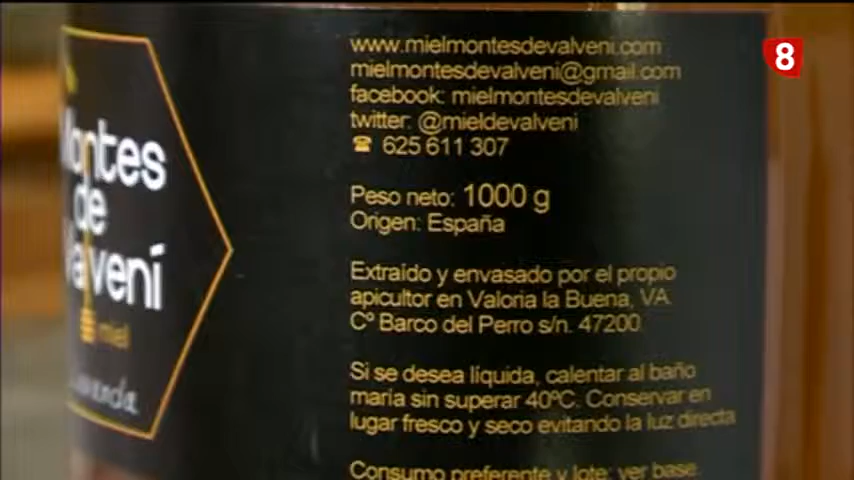 8
Montes
de
Valvení
miel
Lavanda
www.mielmontesdevalveni.com
mielmontesdevalveni@gmail.com
facebook: mielmontesdevalveni
twitter: @mieldevalveni
☎ 625 611 307
Peso neto: 1000 g
Origen: España
Extraído y envasado por el propio
apicultor en Valoria la Buena, VA
Cº Barco del Perro s/n. 47200
Si se desea líquida, calentar al baño
maría sin superar 40ºC. Conservar en
lugar fresco y seco evitando la luz directa
Consumo preferente y lote: ver base.